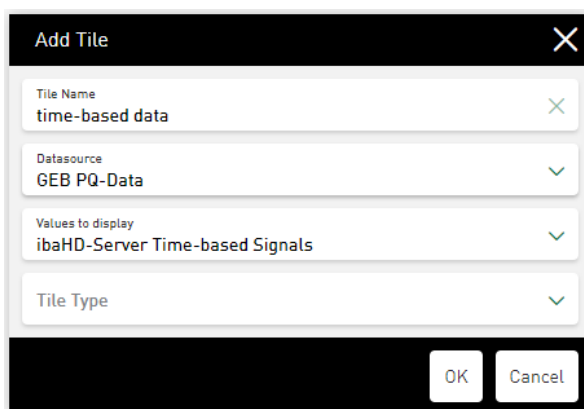 Add Tile
Tile Name
time-based data
Datasource
GEB PQ-Data
Values to display
ibaHD-Server Time-based Signals
Tile Type
OK Cancel